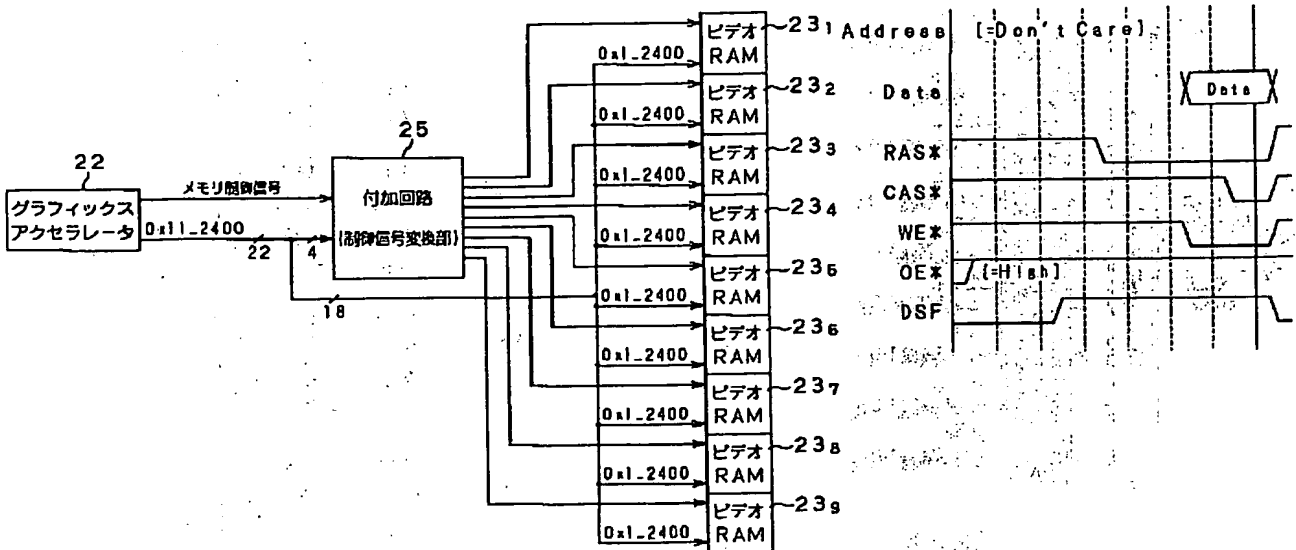 22
グラフィックス
アクセラレータ
メモリ制御信号
0x11_2400
22
4
18
25
付加回路
(制御信号変換部)
ビデオ
RAM
23₁
0x1_2400
ビデオ
RAM
23₂
0x1_2400
ビデオ
RAM
23₃
0x1_2400
ビデオ
RAM
23₄
0x1_2400
ビデオ
RAM
23₅
0x1_2400
ビデオ
RAM
23₆
0x1_2400
ビデオ
RAM
23₇
0x1_2400
ビデオ
RAM
23₈
0x1_2400
ビデオ
RAM
23₉
0x1_2400
Address [=Don't Care]
Data
Data
RAS*
CAS*
WE*
OE* [=High]
DSF